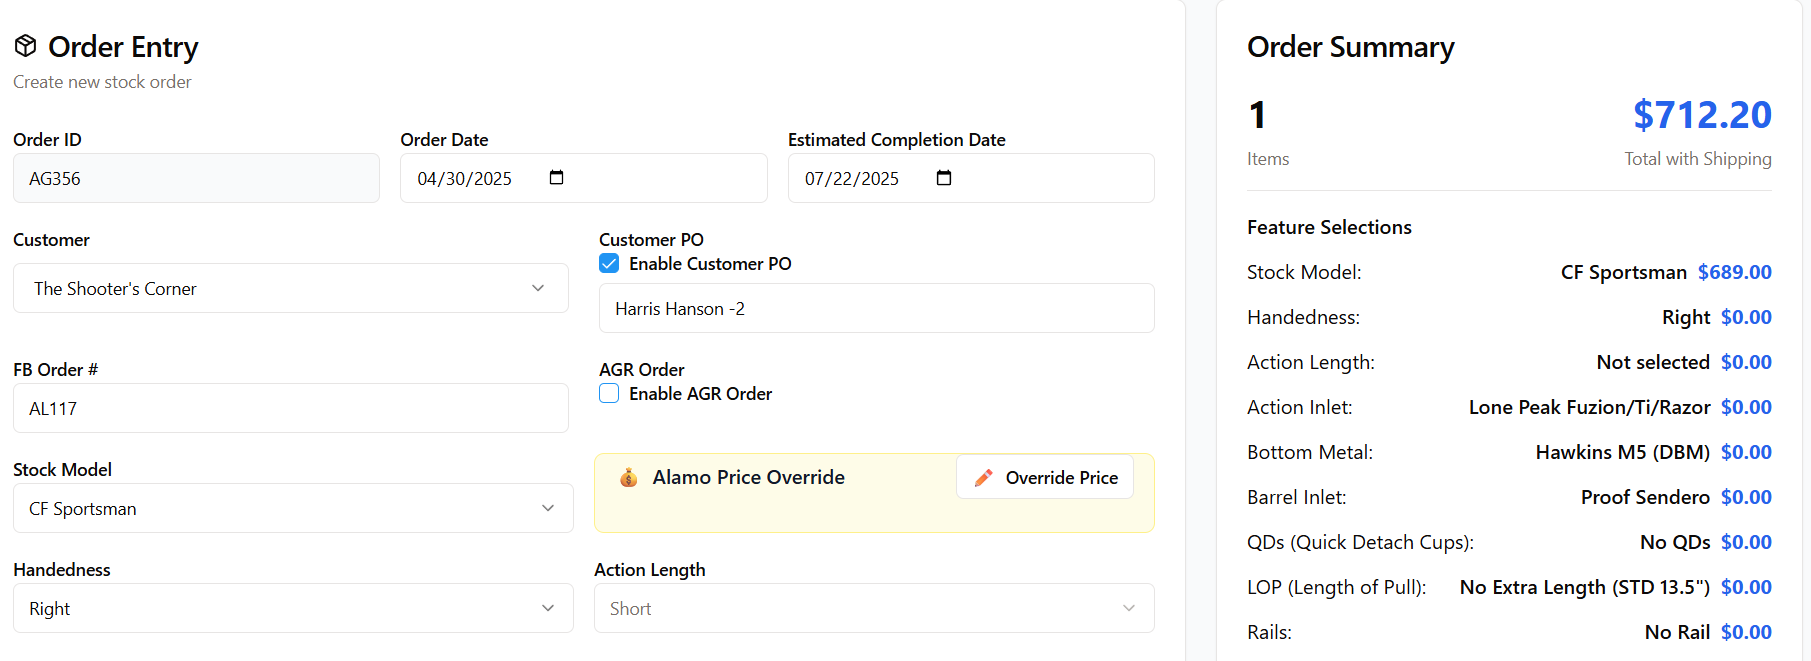 Order Entry
Create new stock order
Order ID
Order Date
Estimated Completion Date
AG356
04/30/2025
07/22/2025
Customer
Customer PO
Enable Customer PO
The Shooter's Corner
Harris Hanson -2
FB Order #
AGR Order
Enable AGR Order
AL117
Stock Model
Alamo Price Override
Override Price
CF Sportsman
Handedness
Action Length
Right
Short
Order Summary
1
$712.20
Items
Total with Shipping
Feature Selections
Stock Model: CF Sportsman $689.00
Handedness: Right $0.00
Action Length: Not selected $0.00
Action Inlet: Lone Peak Fuzion/Ti/Razor $0.00
Bottom Metal: Hawkins M5 (DBM) $0.00
Barrel Inlet: Proof Sendero $0.00
QDs (Quick Detach Cups): No QDs $0.00
LOP (Length of Pull): No Extra Length (STD 13.5") $0.00
Rails: No Rail $0.00